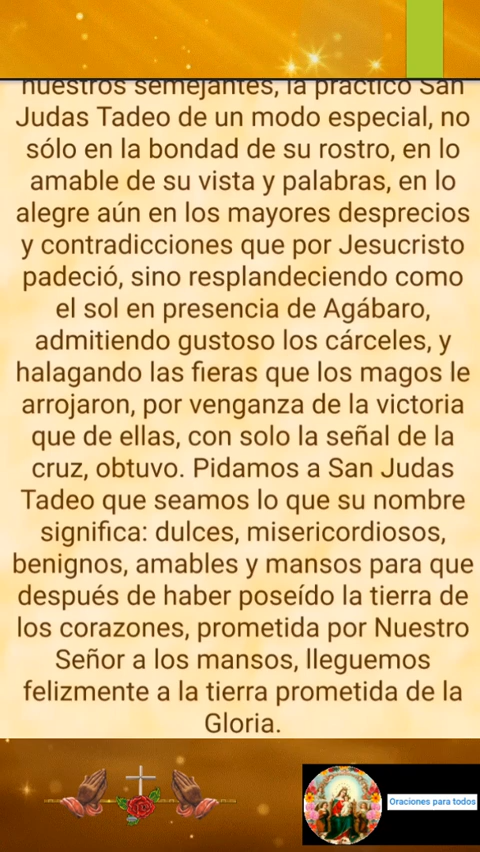 nuestros semejantes, la practicó San
Judas Tadeo de un modo especial, no
sólo en la bondad de su rostro, en lo
amable de su vista y palabras, en lo
alegre aún en los mayores desprecios
y contradicciones que por Jesucristo
padeció, sino resplandeciendo como
el sol en presencia de Agábaro,
admitiendo gustoso los cárceles, y
halagando las fieras que los magos le
arrojaron, por venganza de la victoria
que de ellas, con solo la señal de la
cruz, obtuvo. Pidamos a San Judas
Tadeo que seamos lo que su nombre
significa: dulces, misericordiosos,
benignos, amables y mansos para que
después de haber poseído la tierra de
los corazones, prometida por Nuestro
Señor a los mansos, lleguemos
felizmente a la tierra prometida de la
Gloria.
Oraciones para todos